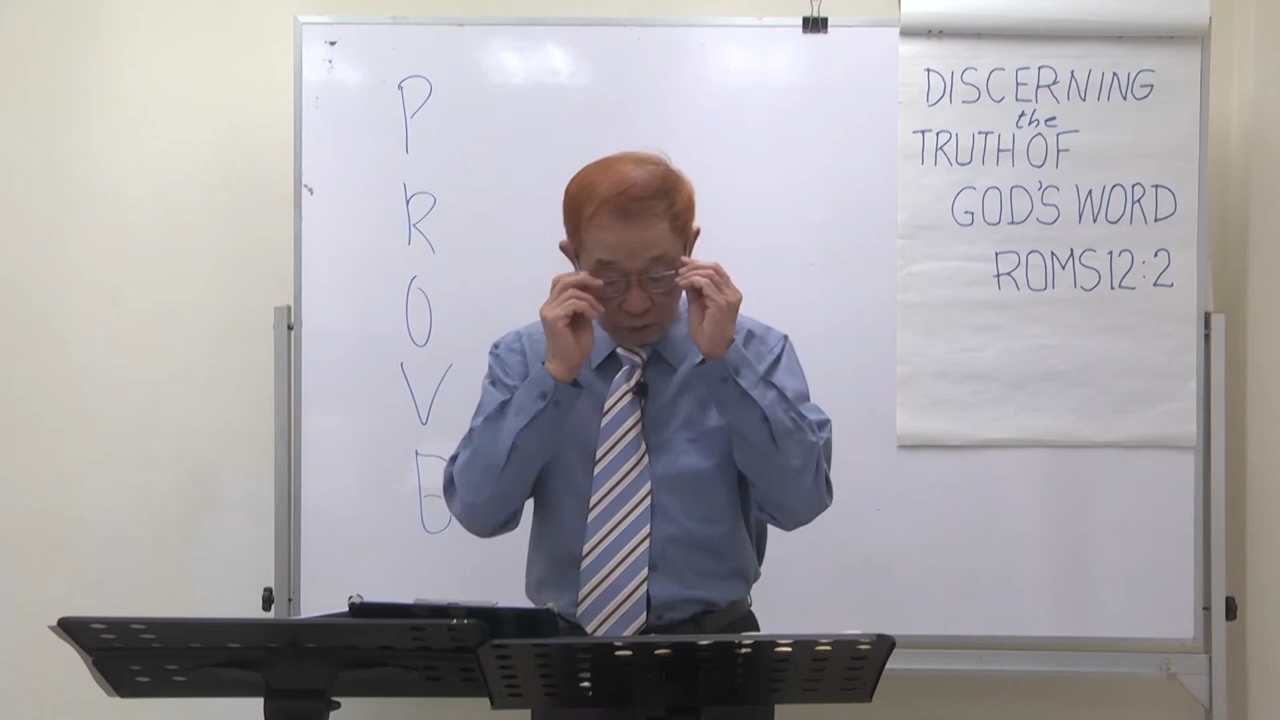 P
R
O
V
E
DISCERNING
the
TRUTH OF
GOD'S WORD
ROMS 12:2